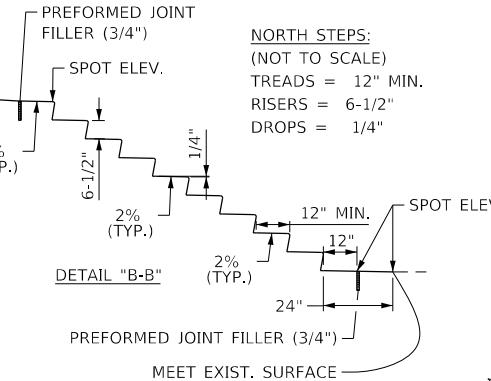 PREFORMED JOINT
FILLER (3/4")
SPOT ELEV.
NORTH STEPS:
(NOT TO SCALE)
TREADS = 12" MIN.
RISERS = 6-1/2"
DROPS = 1/4"
%
P.)
6-1/2"
1/4"
2%
(TYP.)
12" MIN.
SPOT ELEV
12"
2%
(TYP.)
DETAIL "B-B"
24"
PREFORMED JOINT FILLER (3/4")
MEET EXIST. SURFACE